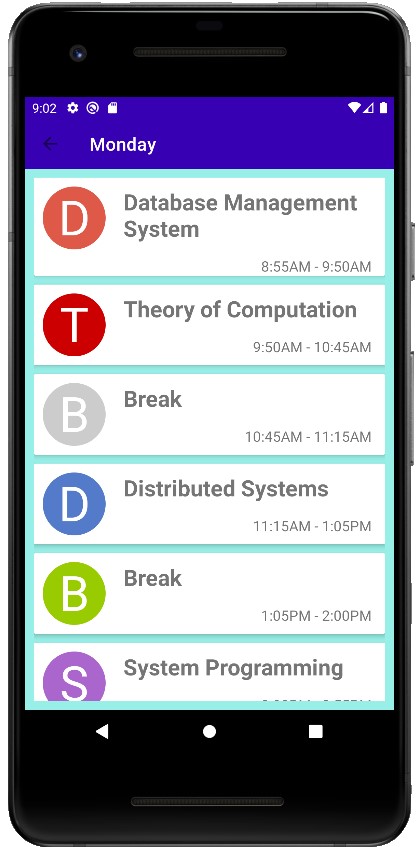 9:02
Monday
D
Database Management
System
8:55AM - 9:50AM
T
Theory of Computation
9:50AM - 10:45AM
B
Break
10:45AM - 11:15AM
D
Distributed Systems
11:15AM - 1:05PM
B
Break
1:05PM - 2:00PM
S
System Programming